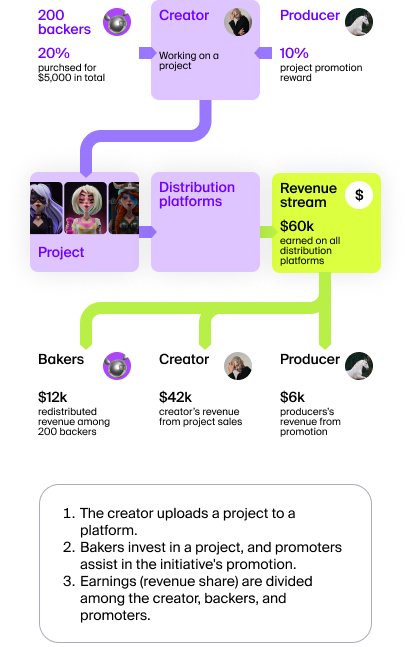 200
backers
20%
purchsed for
$5,000 in total
Creator
Working on a
project
Producer
10%
project promotion
reward
Project
Distribution
platforms
Revenue
stream
$
$60k
earned on all
distribution
platforms
Bakers
$12k
redistributed
revenue among
200 backers
Creator
$42k
creator's revenue
from project sales
Producer
$6k
producers's
revenue from
promotion
1. The creator uploads a project to a
platform.
2. Bakers invest in a project, and promoters
assist in the initiative's promotion.
3. Earnings (revenue share) are divided
among the creator, backers, and
promoters.